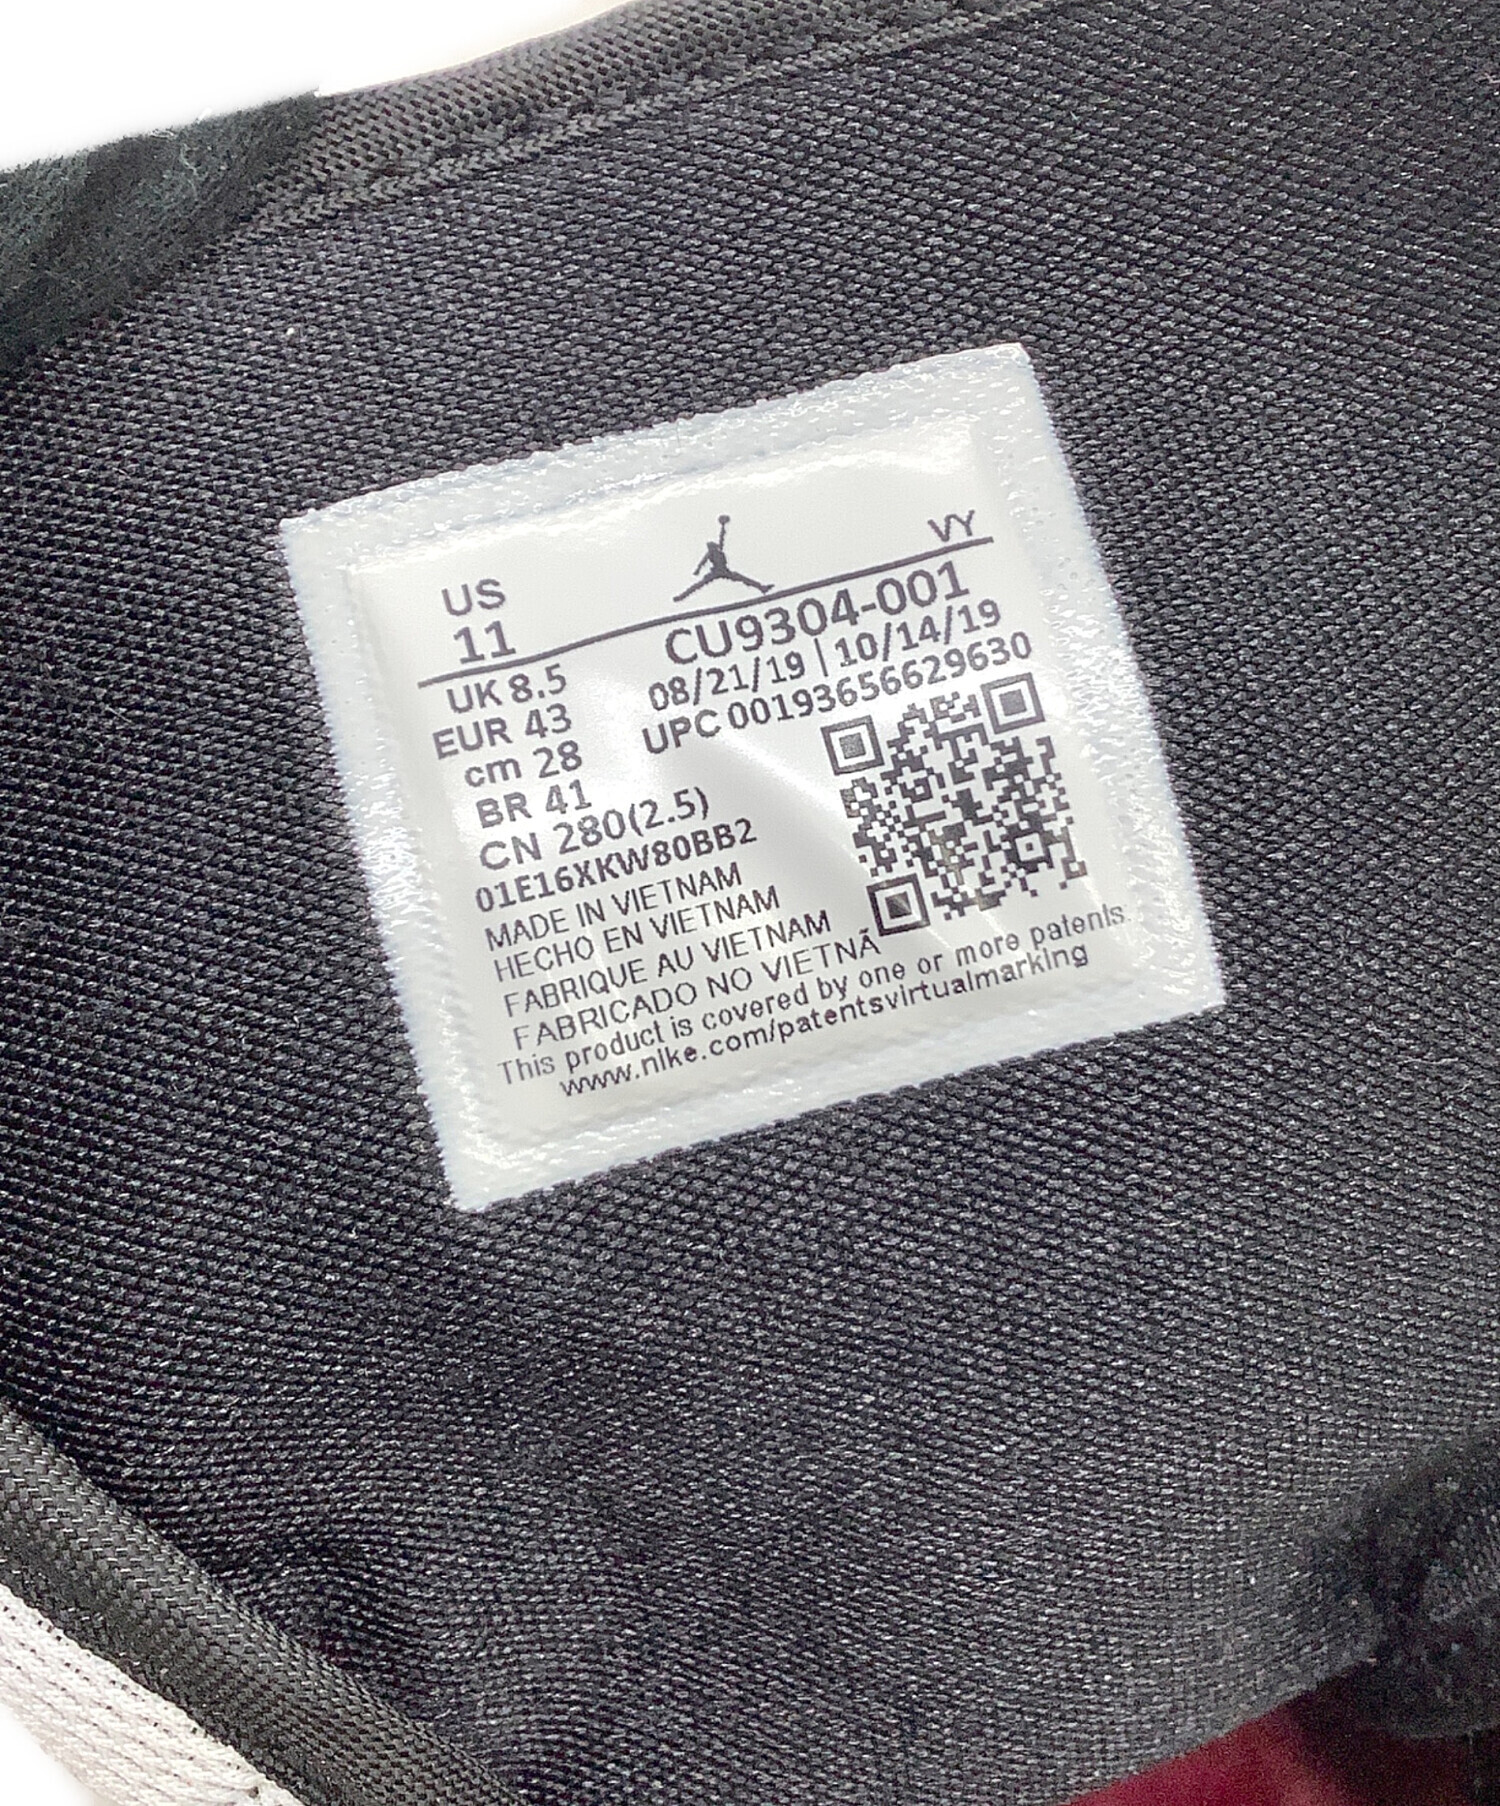 VY
US
11
CU9304-001
UK 8.5
08/21/19 | 10/14/19
EUR 43
UPC 00193656629630
cm 28
BR 41
CN 280(2.5)
01E16XKW80BB2
MADE IN VIETNAM
HECHO EN VIETNAM
FABRIQUE AU VIETNAM
FABRICADO NO VIETNÃ
This product is covered by one or more patents.
www.nike.com/patentsvirtualmarking